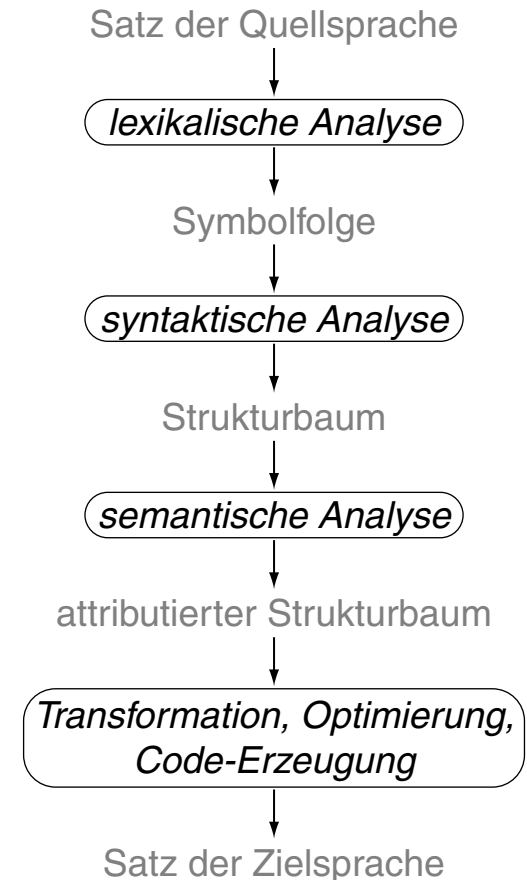 Satz der Quellsprache
lexikalische Analyse
Symbolfolge
syntaktische Analyse
Strukturbaum
semantische Analyse
attributierter Strukturbaum
Transformation, Optimierung,
Code-Erzeugung
Satz der Zielsprache